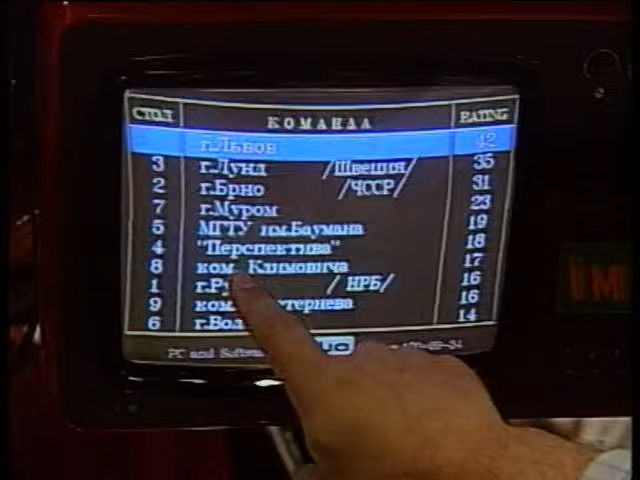 СТОЛ КОМАНДА RATING
г.Львов 42
3 г.Лунд /Швеция/ 35
2 г.Брно /ЧССР/ 31
7 г.Муром 23
5 МГТУ им.Баумана 19
4 "Перспектива" 18
8 ком. Климовича 17
1 /НРБ/ 16
9 ком. 16
6 14
PC and